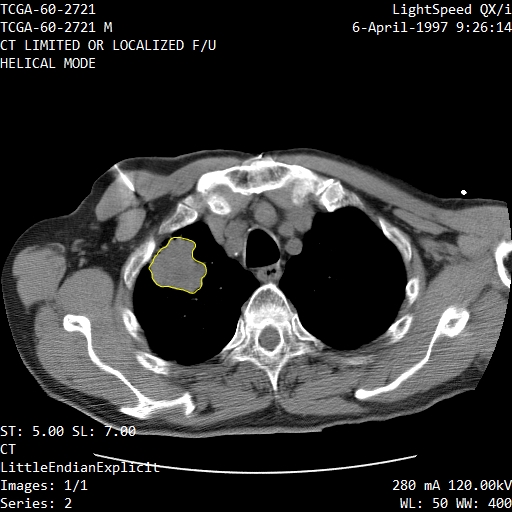 TCGA-60-2721
LightSpeed QX/i
TCGA-60-2721 M
6-April-1997 9:26:14
CT LIMITED OR LOCALIZED F/U
HELICAL MODE
ST: 5.00 SL: 7.00
CT
LittleEndianExplicit
Images: 1/1
280 mA 120.00kV
Series: 2
WL: 50 WW: 400